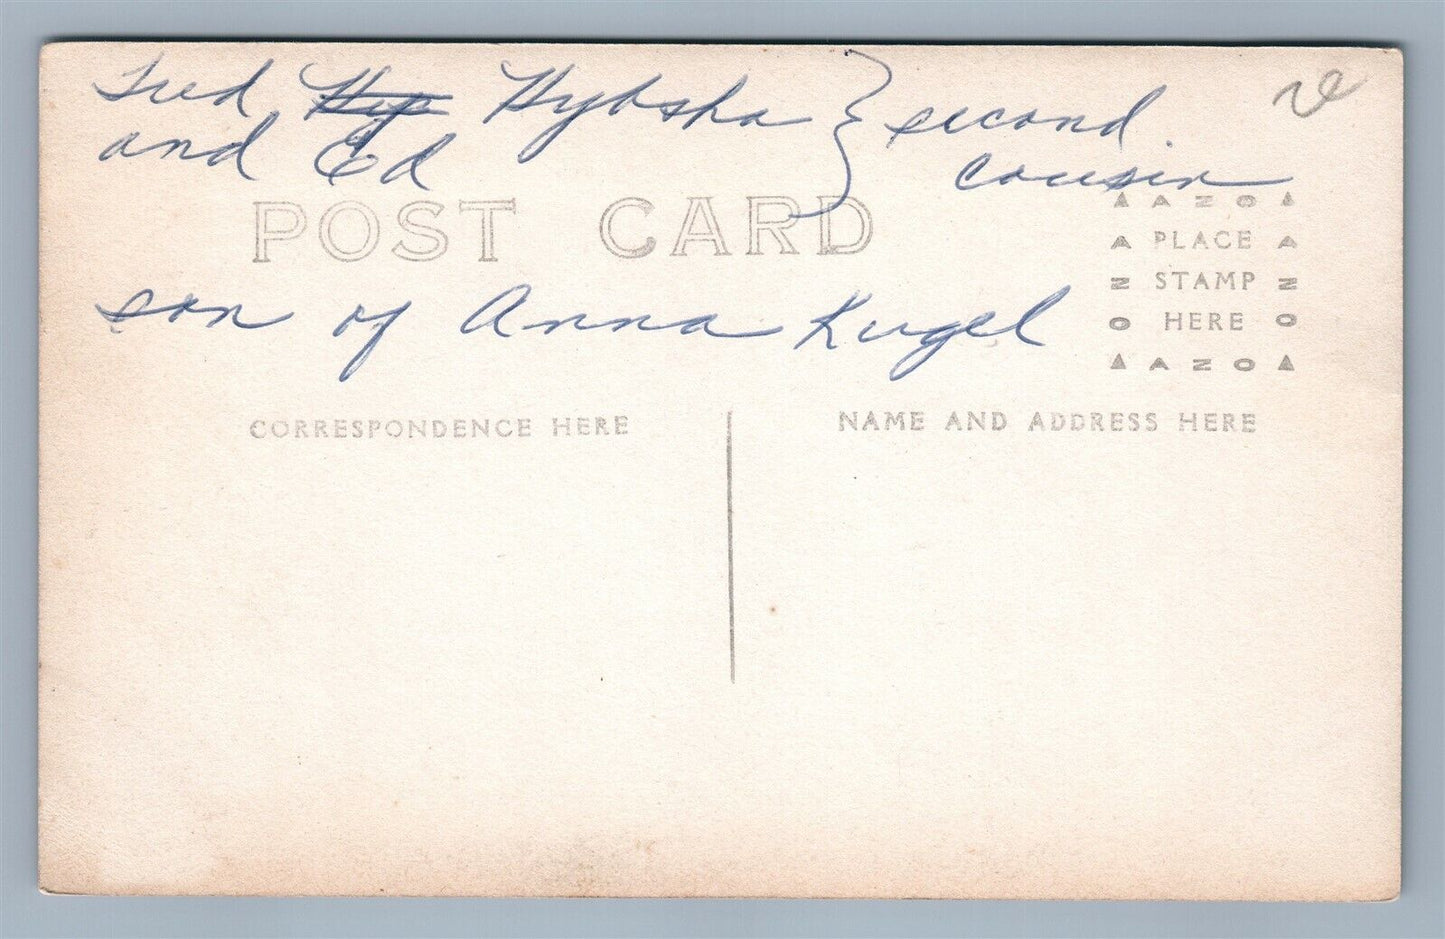 Fred Hybsha } second
and Ed cousin
POST CARD
AZO
PLACE
STAMP
HERE
AZO
son of Anna Kugel
CORRESPONDENCE HERE
NAME AND ADDRESS HERE